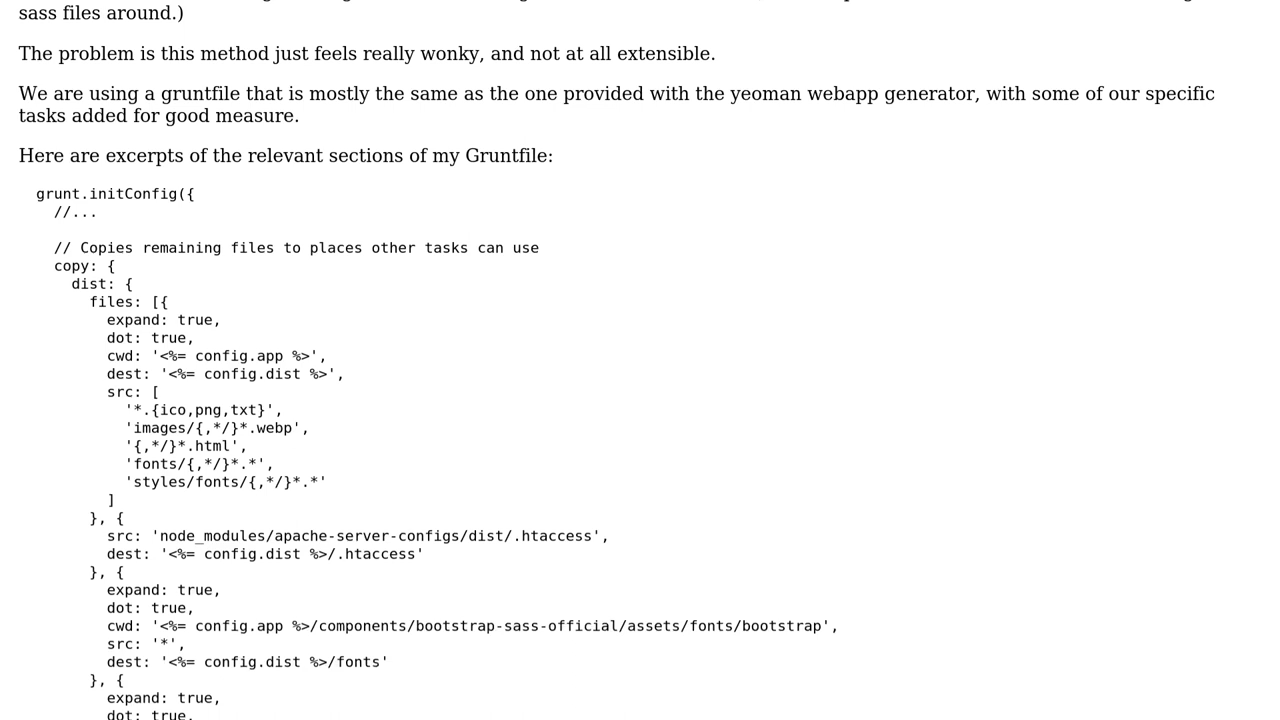 sass files around.)
The problem is this method just feels really wonky, and not at all extensible.
We are using a gruntfile that is mostly the same as the one provided with the yeoman webapp generator, with some of our specific
tasks added for good measure.
Here are excerpts of the relevant sections of my Gruntfile:
grunt.initConfig({
//...
// Copies remaining files to places other tasks can use
copy: {
dist: {
files: [{
expand: true,
dot: true,
cwd: '<%= config.app %>',
dest: '<%= config.dist %>',
src: [
'*.{ico,png,txt}',
'images/{,*/}*.webp',
'{,*/}*.html',
'fonts/{,*/}*.*',
'styles/fonts/{,*/}*.*'
]
}, {
src: 'node_modules/apache-server-configs/dist/.htaccess',
dest: '<%= config.dist %>/.htaccess'
}, {
expand: true,
dot: true,
cwd: '<%= config.app %>/components/bootstrap-sass-official/assets/fonts/bootstrap',
src: '*',
dest: '<%= config.dist %>/fonts'
}, {
expand: true,
dot: true,